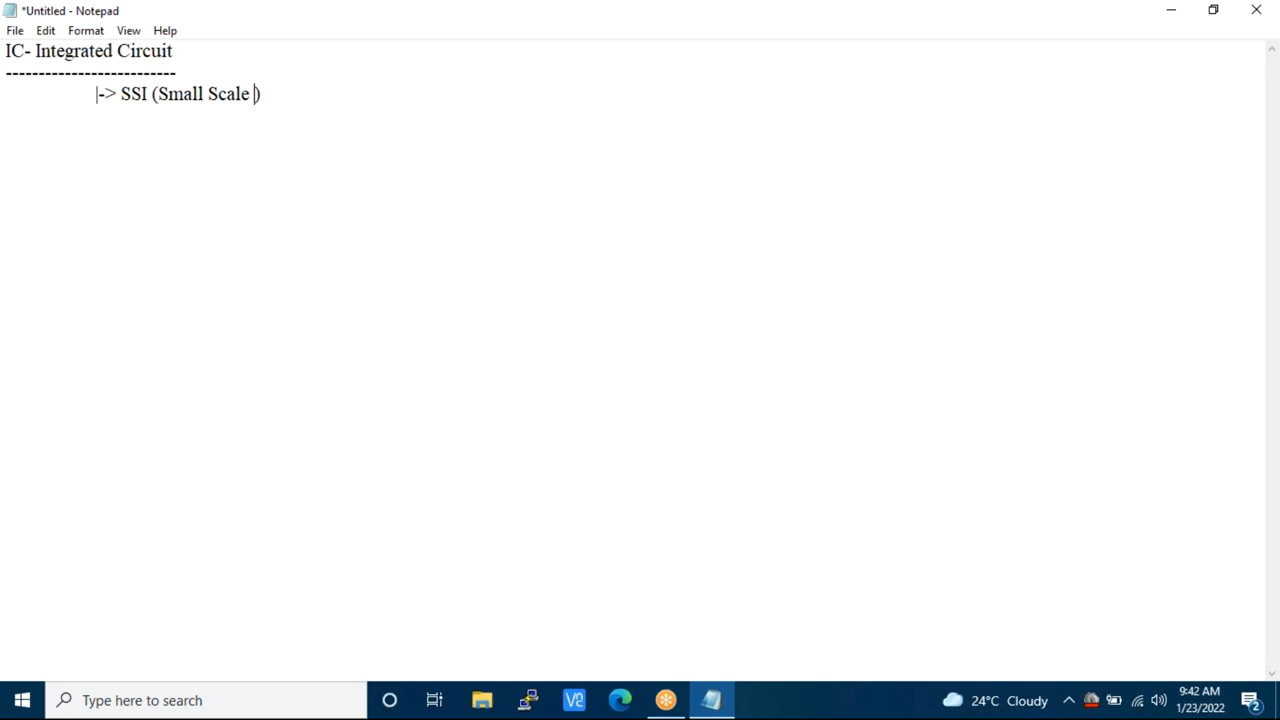 *Untitled - Notepad
File Edit Format View Help
IC- Integrated Circuit
--------------------------
|-> SSI (Small Scale )
Type here to search
24°C Cloudy
9:42 AM
1/23/2022
2